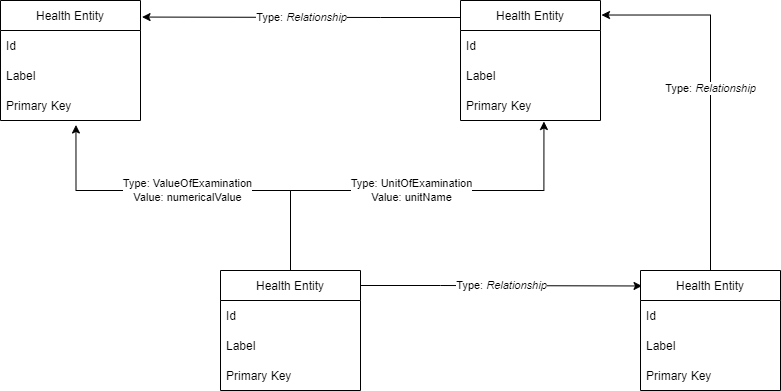 Health Entity
Id
Label
Primary Key
Type: Relationship
Health Entity
Id
Label
Primary Key
Type: Relationship
Type: ValueOfExamination
Value: numericalValue
Type: UnitOfExamination
Value: unitName
Health Entity
Id
Label
Primary Key
Type: Relationship
Health Entity
Id
Label
Primary Key